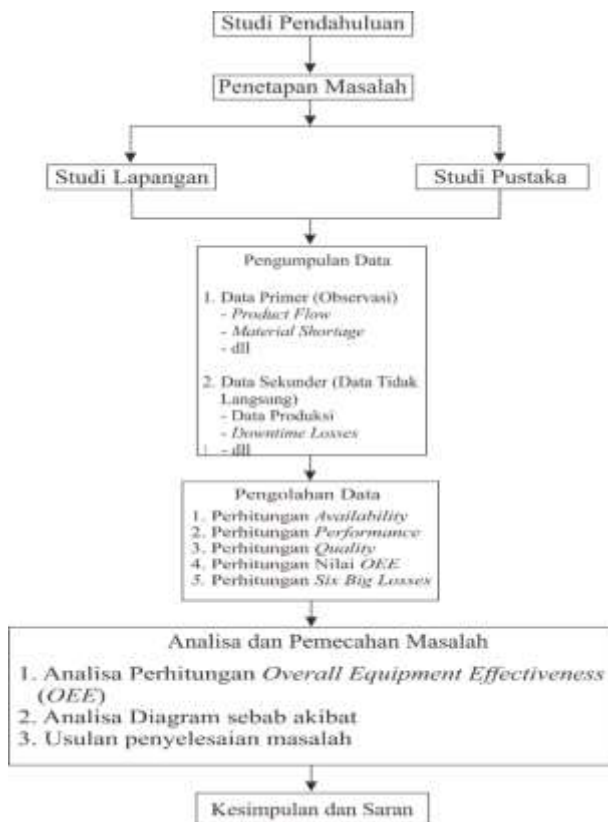 Studi Pendahuluan
Penetapan Masalah
Studi Lapangan
Studi Pustaka
Pengumpulan Data
1. Data Primer (Observasi)
- Product Flow
- Material Shortage
- dll
2. Data Sekunder (Data Tidak
Langsung)
- Data Produksi
- Downtime Losses
- dll
Pengolahan Data
1. Perhitungan Availability
2. Perhitungan Performance
3. Perhitungan Quality
4. Perhitungan Nilai OEE
5. Perhitungan Six Big Losses
Analisa dan Pemecahan Masalah
1. Analisa Perhitungan Overall Equipment Effectiveness
(OEE)
2. Analisa Diagram sebab akibat
3. Usulan penyelesaian masalah
Kesimpulan dan Saran